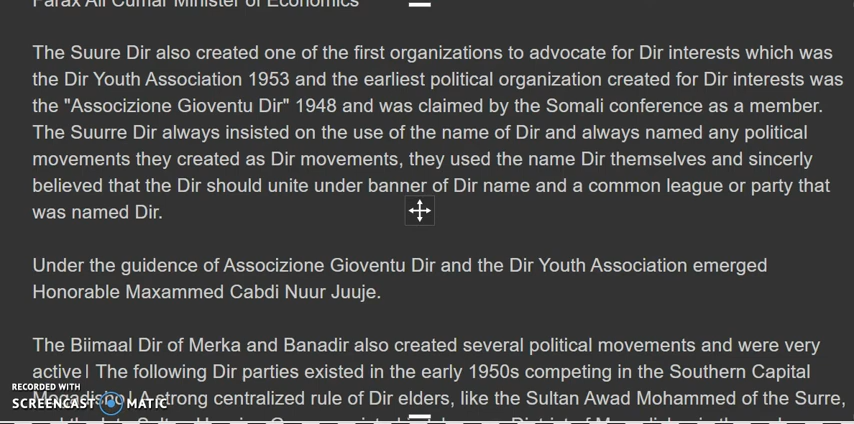 Farax Ali Cumar Minister of Economics
The Suure Dir also created one of the first organizations to advocate for Dir interests which was
the Dir Youth Association 1953 and the earliest political organization created for Dir interests was
the "Associzione Gioventu Dir" 1948 and was claimed by the Somali conference as a member.
The Suurre Dir always insisted on the use of the name of Dir and always named any political
movements they created as Dir movements, they used the name Dir themselves and sincerly
believed that the Dir should unite under banner of Dir name and a common league or party that
was named Dir.
Under the guidence of Associzione Gioventu Dir and the Dir Youth Association emerged
Honorable Maxammed Cabdi Nuur Juuje.
The Biimaal Dir of Merka and Banadir also created several political movements and were very
active| The following Dir parties existed in the early 1950s competing in the Southern Capital
RECORDED WITH
SCREENCAST MATIC
Mogadisho| A strong centralized rule of Dir elders, like the Sultan Awad Mohammed of the Surre,